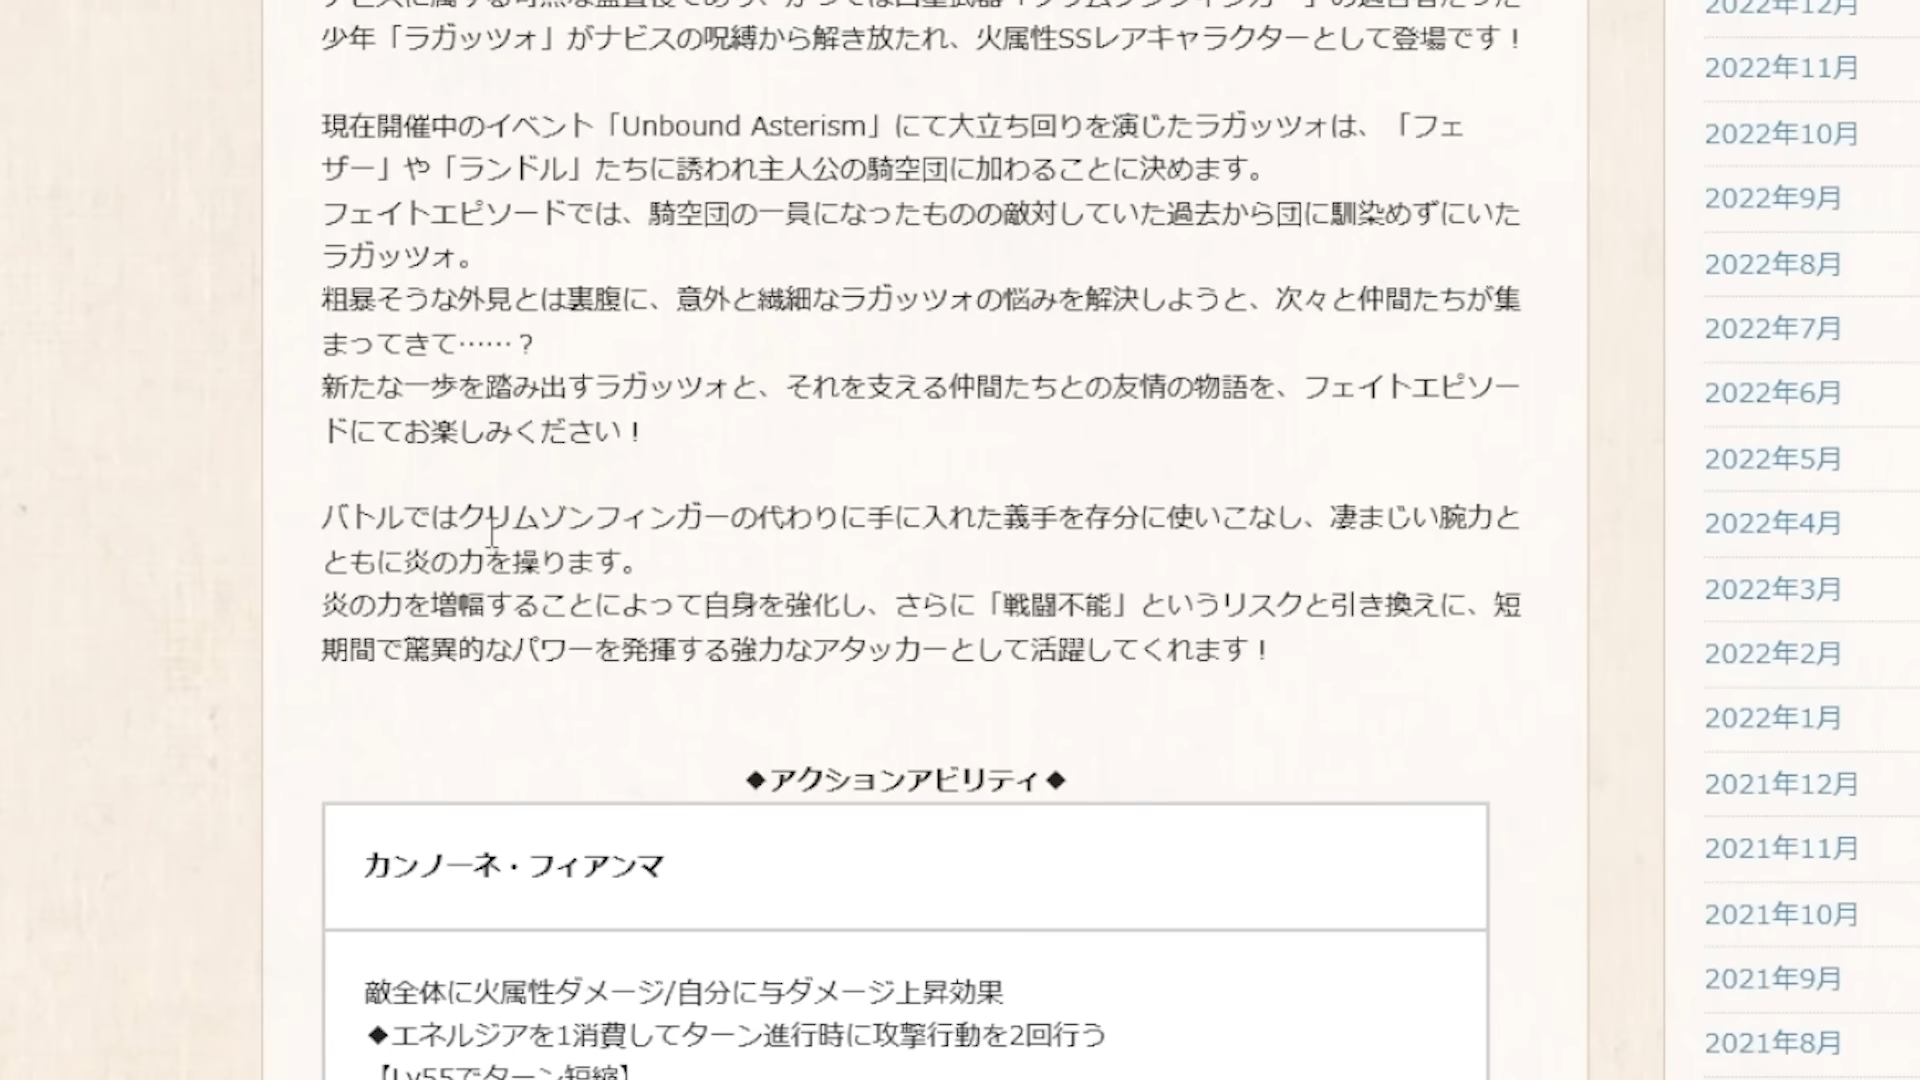 少年「ラガッツォ」がナビスの呪縛から解き放たれ、火属性SSレアキャラクターとして登場です！
現在開催中のイベント「Unbound Asterism」にて大立ち回りを演じたラガッツォは、「フェ
ザー」や「ランドル」たちに誘われ主人公の騎空団に加わることに決めます。
フェイトエピソードでは、騎空団の一員になったものの敵対していた過去から団に馴染めずにいた
ラガッツォ。
粗暴そうな外見とは裏腹に、意外と繊細なラガッツォの悩みを解決しようと、次々と仲間たちが集
まってきて……？
新たな一歩を踏み出すラガッツォと、それを支える仲間たちとの友情の物語を、フェイトエピソー
ドにてお楽しみください！
バトルではクリムゾンフィンガーの代わりに手に入れた義手を存分に使いこなし、凄まじい腕力と
ともに炎の力を操ります。
炎の力を増幅することによって自身を強化し、さらに「戦闘不能」というリスクと引き換えに、短
期間で驚異的なパワーを発揮する強力なアタッカーとして活躍してくれます！
◆アクションアビリティ◆
カンノーネ・フィアンマ
敵全体に火属性ダメージ/自分に与ダメージ上昇効果
◆エネルジアを1消費してターン進行時に攻撃行動を2回行う
【Lv55でターン短縮】
2022年12月
2022年11月
2022年10月
2022年9月
2022年8月
2022年7月
2022年6月
2022年5月
2022年4月
2022年3月
2022年2月
2022年1月
2021年12月
2021年11月
2021年10月
2021年9月
2021年8月